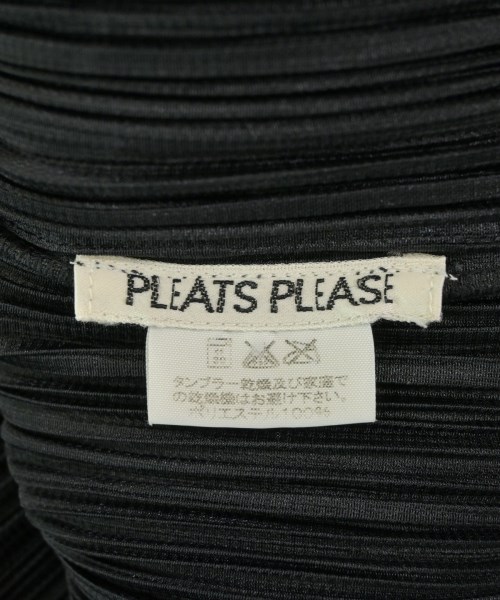 PLEATS PLEASE
タンブラー乾燥及び家庭で
の乾燥機はお避け下さい。
ポリエステル100%